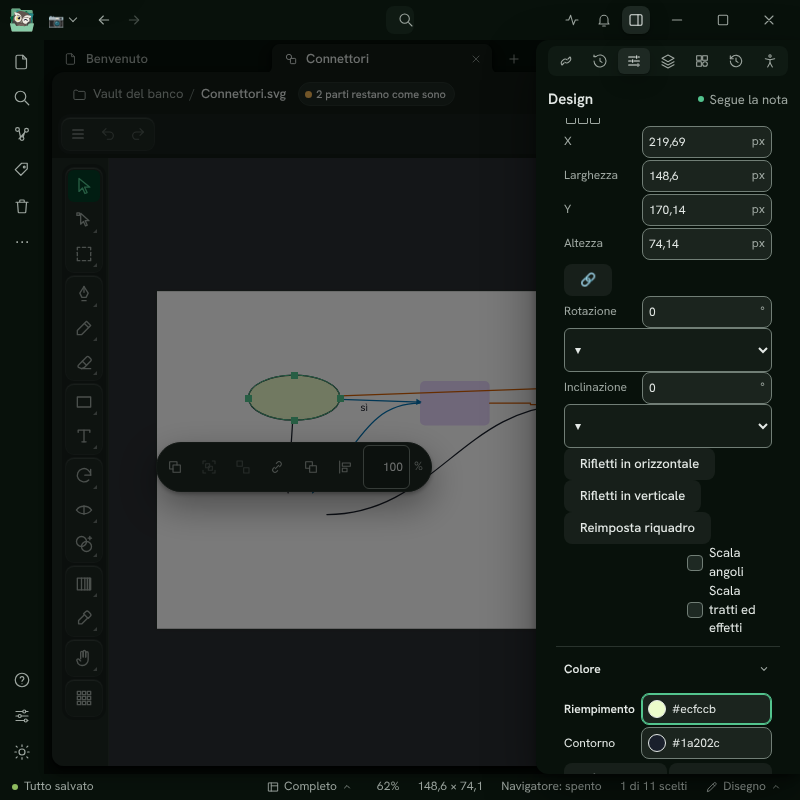 Benvenuto
Connettori
Vault del banco / Connettori.svg
2 parti restano come sono
sì
100 %
Design
Segue la nota
X
219,69 px
Larghezza
148,6 px
Y
170,14 px
Altezza
74,14 px
Rotazione
0 °
Inclinazione
0 °
Rifletti in orizzontale
Rifletti in verticale
Reimposta riquadro
Scala
angoli
Scala
tratti ed
effetti
Colore
Riempimento
#ecfccb
Contorno
#1a202c
Tutto salvato
Completo
62%
148,6 × 74,1
Navigatore: spento
1 di 11 scelti
Disegno